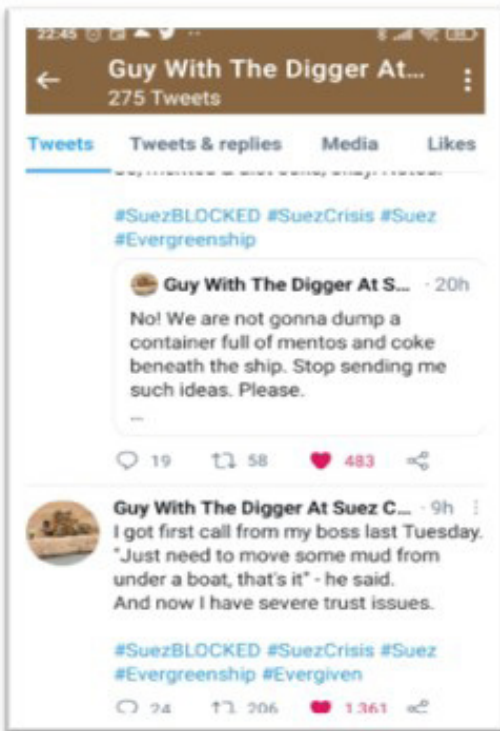 22:45
Guy With The Digger At...
275 Tweets
Tweets Tweets & replies Media Likes
#SuezBLOCKED #SuezCrisis #Suez
#Evergreenship
Guy With The Digger At S... · 20h
No! We are not gonna dump a
container full of mentos and coke
beneath the ship. Stop sending me
such ideas. Please.
...
19 58 483
Guy With The Digger At Suez C... · 9h
I got first call from my boss last Tuesday.
"Just need to move some mud from
under a boat, that's it" - he said.
And now I have severe trust issues.
#SuezBLOCKED #SuezCrisis #Suez
#Evergreenship #Evergiven
24 206 1.361